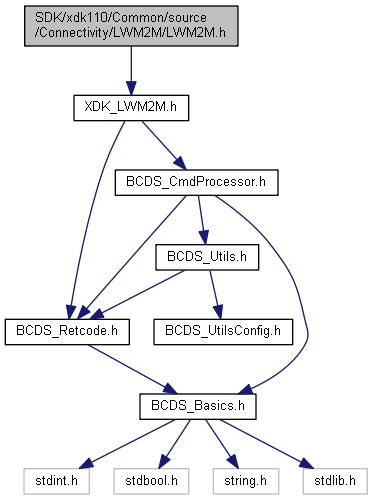 SDK/xdk110/Common/source
/Connectivity/LWM2M/LWM2M.h
XDK_LWM2M.h
BCDS_CmdProcessor.h
BCDS_Utils.h
BCDS_Retcode.h
BCDS_UtilsConfig.h
BCDS_Basics.h
stdint.h
stdbool.h
string.h
stdlib.h